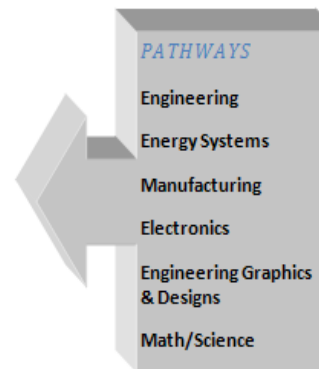 PATHWAYS
Engineering
Energy Systems
Manufacturing
Electronics
Engineering Graphics
& Designs
Math/Science